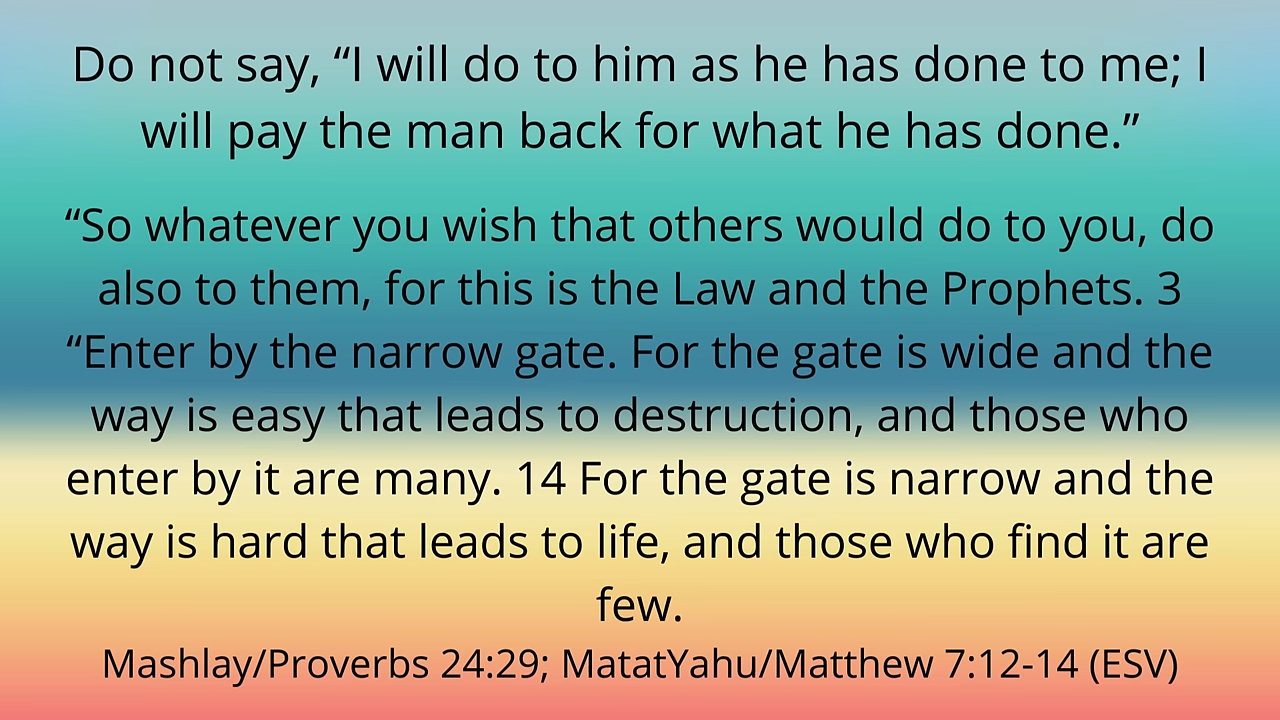 Do not say, “I will do to him as he has done to me; I
will pay the man back for what he has done.”
“So whatever you wish that others would do to you, do
also to them, for this is the Law and the Prophets. 3
“Enter by the narrow gate. For the gate is wide and the
way is easy that leads to destruction, and those who
enter by it are many. 14 For the gate is narrow and the
way is hard that leads to life, and those who find it are
few.
Mashlay/Proverbs 24:29; MatatYahu/Matthew 7:12-14 (ESV)